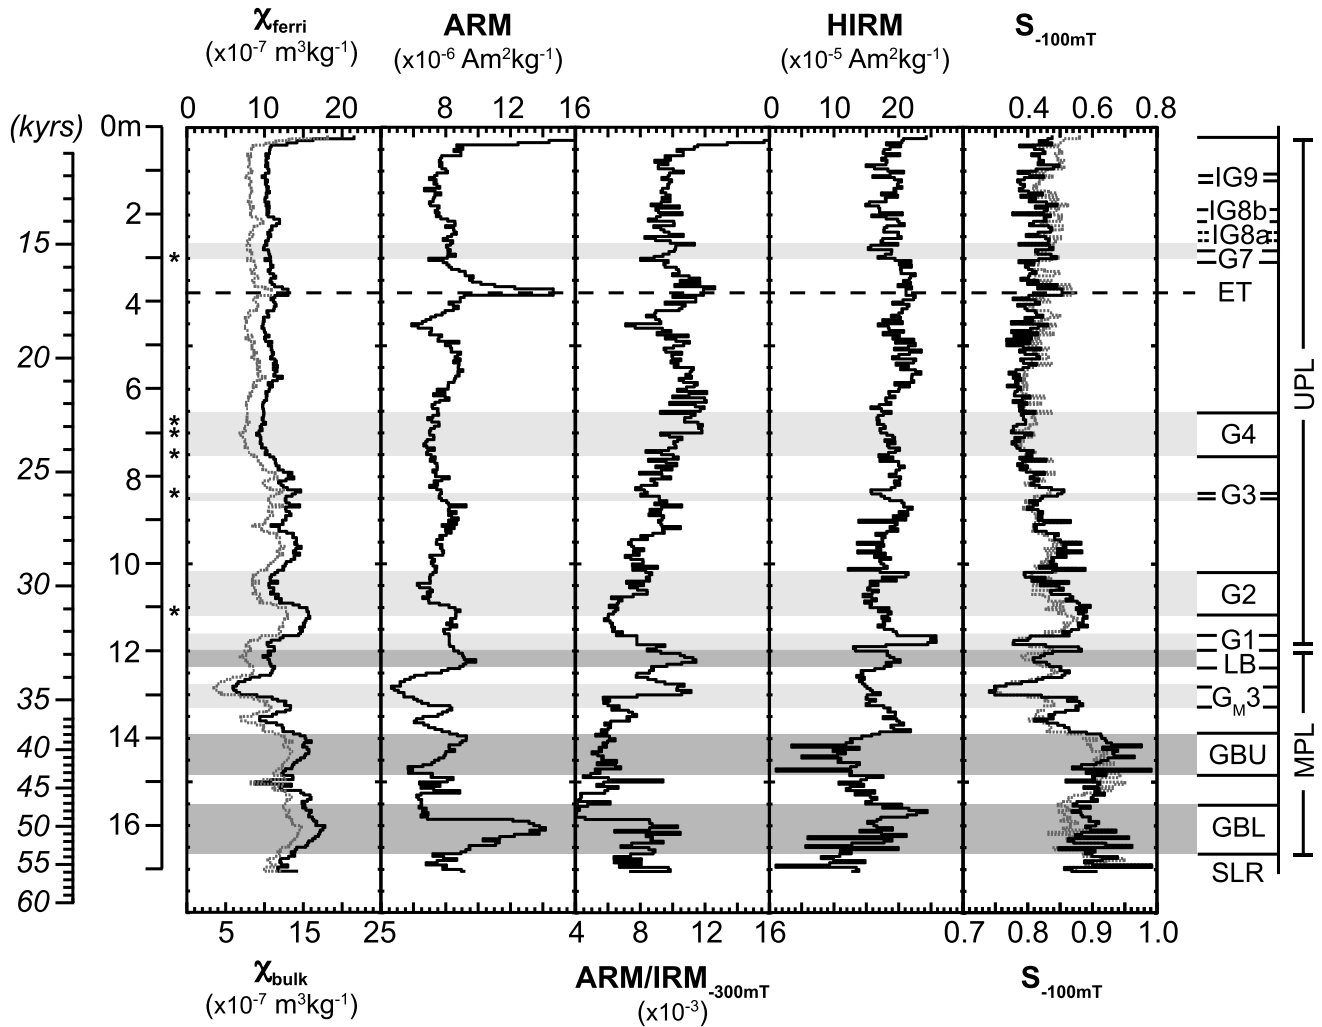 χferri ARM HIRM S-100mT
(x10-7 m3kg-1) (x10-6 Am2kg-1) (x10-5 Am2kg-1)
0 10 20 8 12 16 0 10 20 0.4 0.6 0.8
(kyrs) 0m
IG9
2 IG8b
15 IG8a
* G7
4 ET
20
6
UPL
*
* G4
*
25 8
* G3
10
30 G2
*
G1
12 LB
35 GM3
14
40 GBU
MPL
45
50 16 GBL
55 SLR
60
5 15 25 4 8 12 16 0.7 0.8 0.9 1.0
χbulk ARM/IRM-300mT S-100mT
(x10-7 m3kg-1) (x10-3)